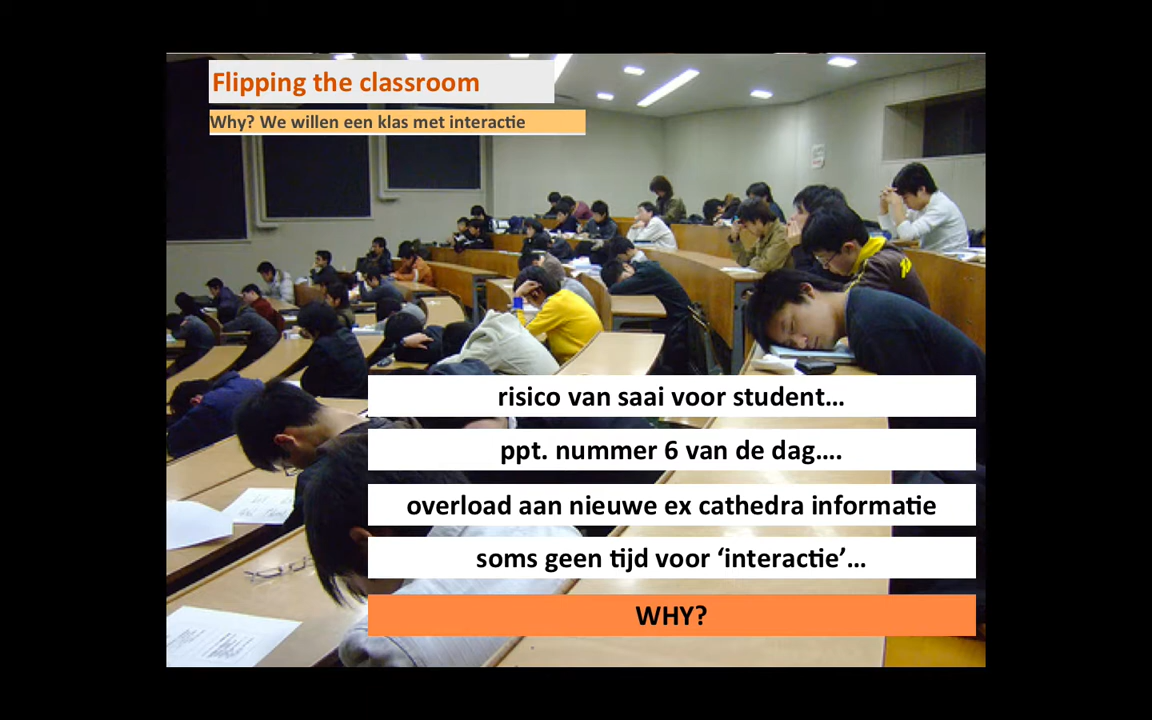 Flipping the classroom
Why? We willen een klas met interactie
risico van saai voor student...
ppt. nummer 6 van de dag....
overload aan nieuwe ex cathedra informatie
soms geen tijd voor ‘interactie’...
WHY?